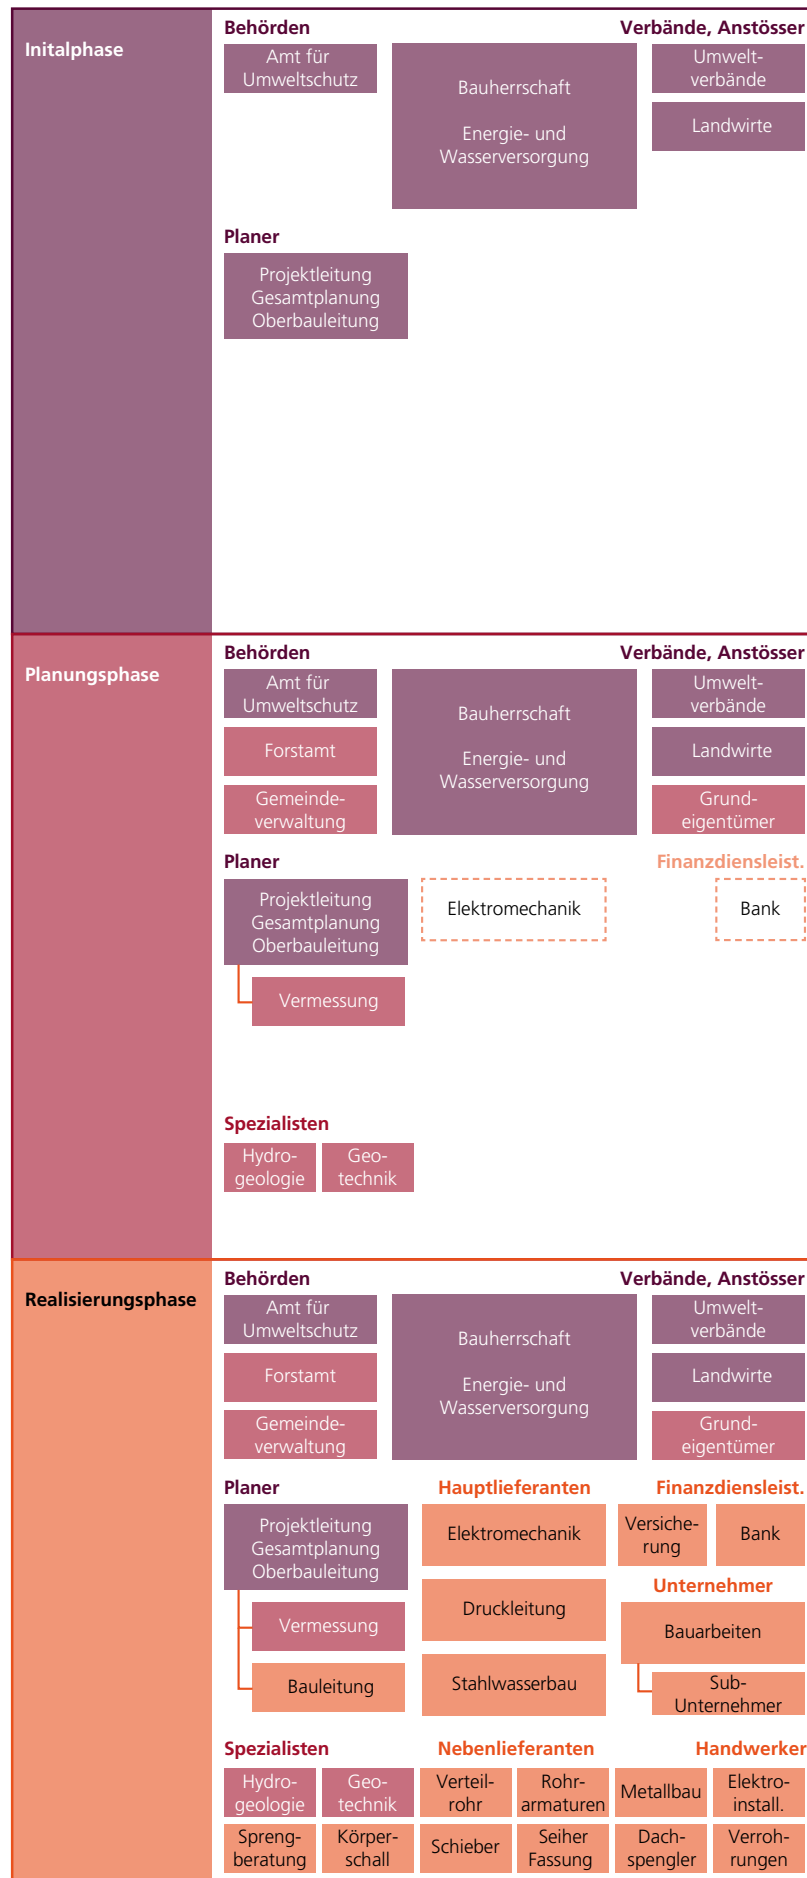 Initalphase
Behörden
Verbände, Anstösser
Amt für
Umweltschutz
Bauherrschaft
Energie- und
Wasserversorgung
Umwelt-
verbände
Landwirte
Planer
Projektleitung
Gesamtplanung
Oberbauleitung
Planungsphase
Behörden
Verbände, Anstösser
Amt für
Umweltschutz
Forstamt
Gemeinde-
verwaltung
Bauherrschaft
Energie- und
Wasserversorgung
Umwelt-
verbände
Landwirte
Grund-
eigentümer
Planer
Finanzdiensleist.
Projektleitung
Gesamtplanung
Oberbauleitung
Elektromechanik
Bank
Vermessung
Spezialisten
Hydro-
geologie
Geo-
technik
Realisierungsphase
Behörden
Verbände, Anstösser
Amt für
Umweltschutz
Forstamt
Gemeinde-
verwaltung
Bauherrschaft
Energie- und
Wasserversorgung
Umwelt-
verbände
Landwirte
Grund-
eigentümer
Planer
Hauptlieferanten
Finanzdiensleist.
Projektleitung
Gesamtplanung
Oberbauleitung
Elektromechanik
Versiche-
rung
Bank
Unternehmer
Vermessung
Druckleitung
Bauarbeiten
Bauleitung
Stahlwasserbau
Sub-
Unternehmer
Spezialisten
Nebenlieferanten
Handwerker
Hydro-
geologie
Geo-
technik
Verteil-
rohr
Rohr-
armaturen
Metallbau
Elektro-
install.
Spreng-
beratung
Körper-
schall
Schieber
Seiher
Fassung
Dach-
spengler
Verroh-
rungen